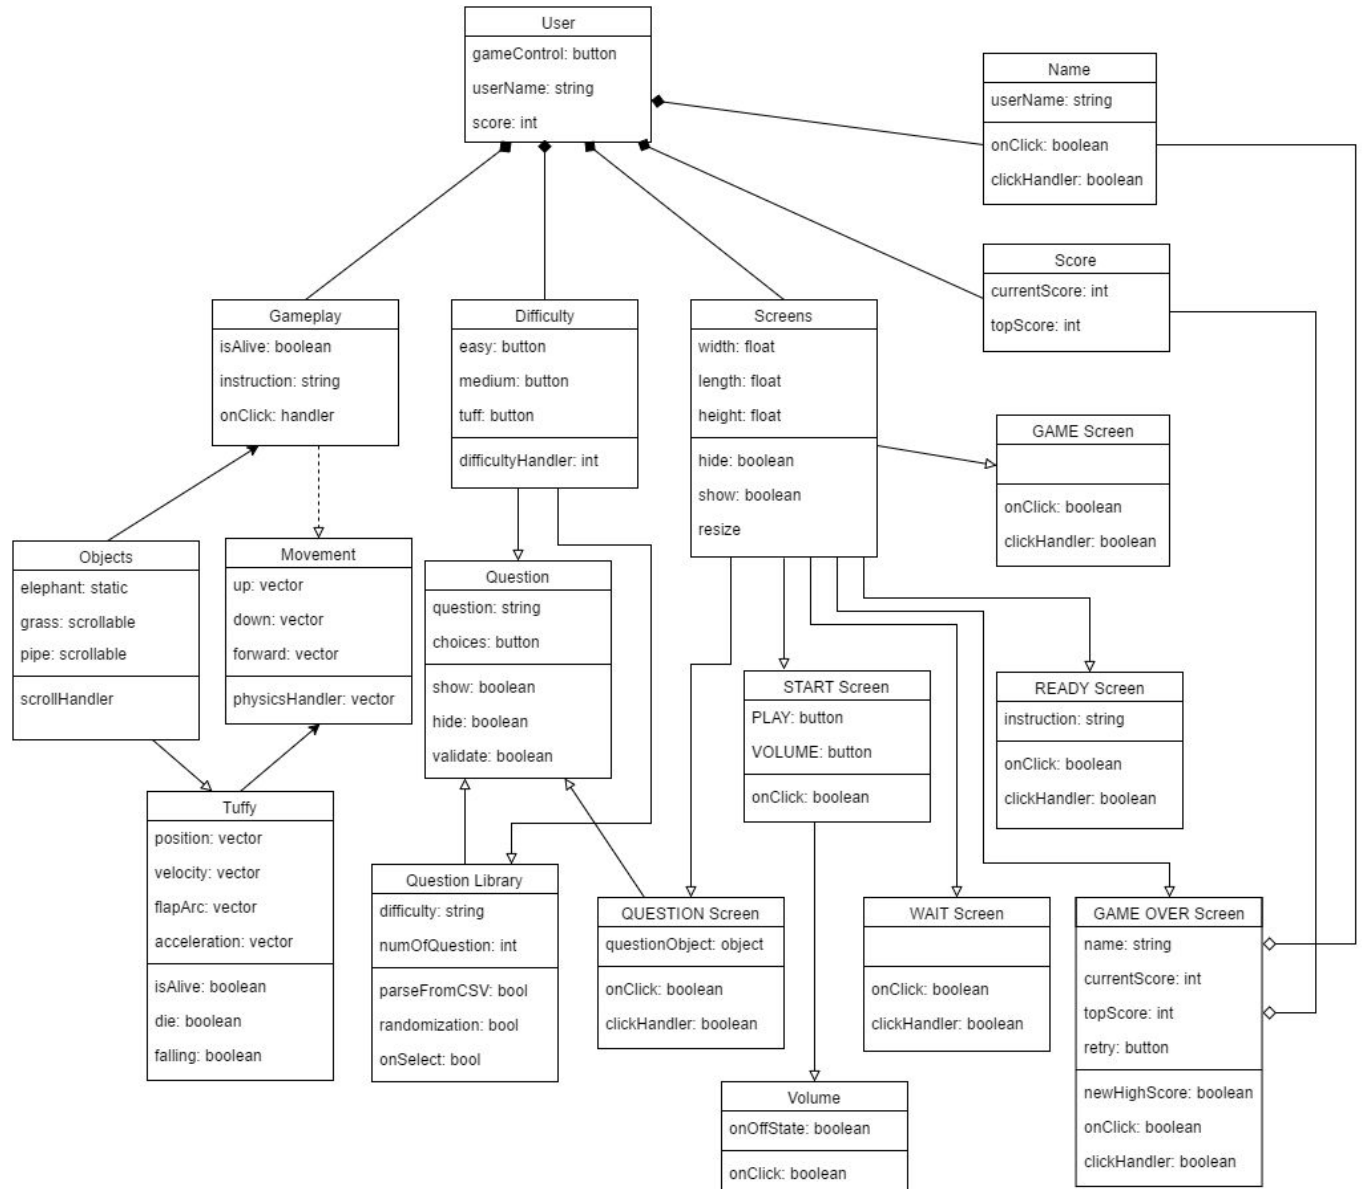 User
gameControl: button
userName: string
score: int
Name
userName: string
onClick: boolean
clickHandler: boolean
Score
currentScore: int
topScore: int
Gameplay
isAlive: boolean
instruction: string
onClick: handler
Difficulty
easy: button
medium: button
tuff: button
difficultyHandler: int
Screens
width: float
length: float
height: float
hide: boolean
show: boolean
resize
GAME Screen
onClick: boolean
clickHandler: boolean
Objects
elephant: static
grass: scrollable
pipe: scrollable
scrollHandler
Movement
up: vector
down: vector
forward: vector
physicsHandler: vector
Question
question: string
choices: button
show: boolean
hide: boolean
validate: boolean
START Screen
PLAY: button
VOLUME: button
onClick: boolean
READY Screen
instruction: string
onClick: boolean
clickHandler: boolean
Tuffy
position: vector
velocity: vector
flapArc: vector
acceleration: vector
isAlive: boolean
die: boolean
falling: boolean
Question Library
difficulty: string
numOfQuestion: int
parseFromCSV: bool
randomization: bool
onSelect: bool
QUESTION Screen
questionObject: object
onClick: boolean
clickHandler: boolean
WAIT Screen
onClick: boolean
clickHandler: boolean
GAME OVER Screen
name: string
currentScore: int
topScore: int
retry: button
newHighScore: boolean
onClick: boolean
clickHandler: boolean
Volume
onOffState: boolean
onClick: boolean